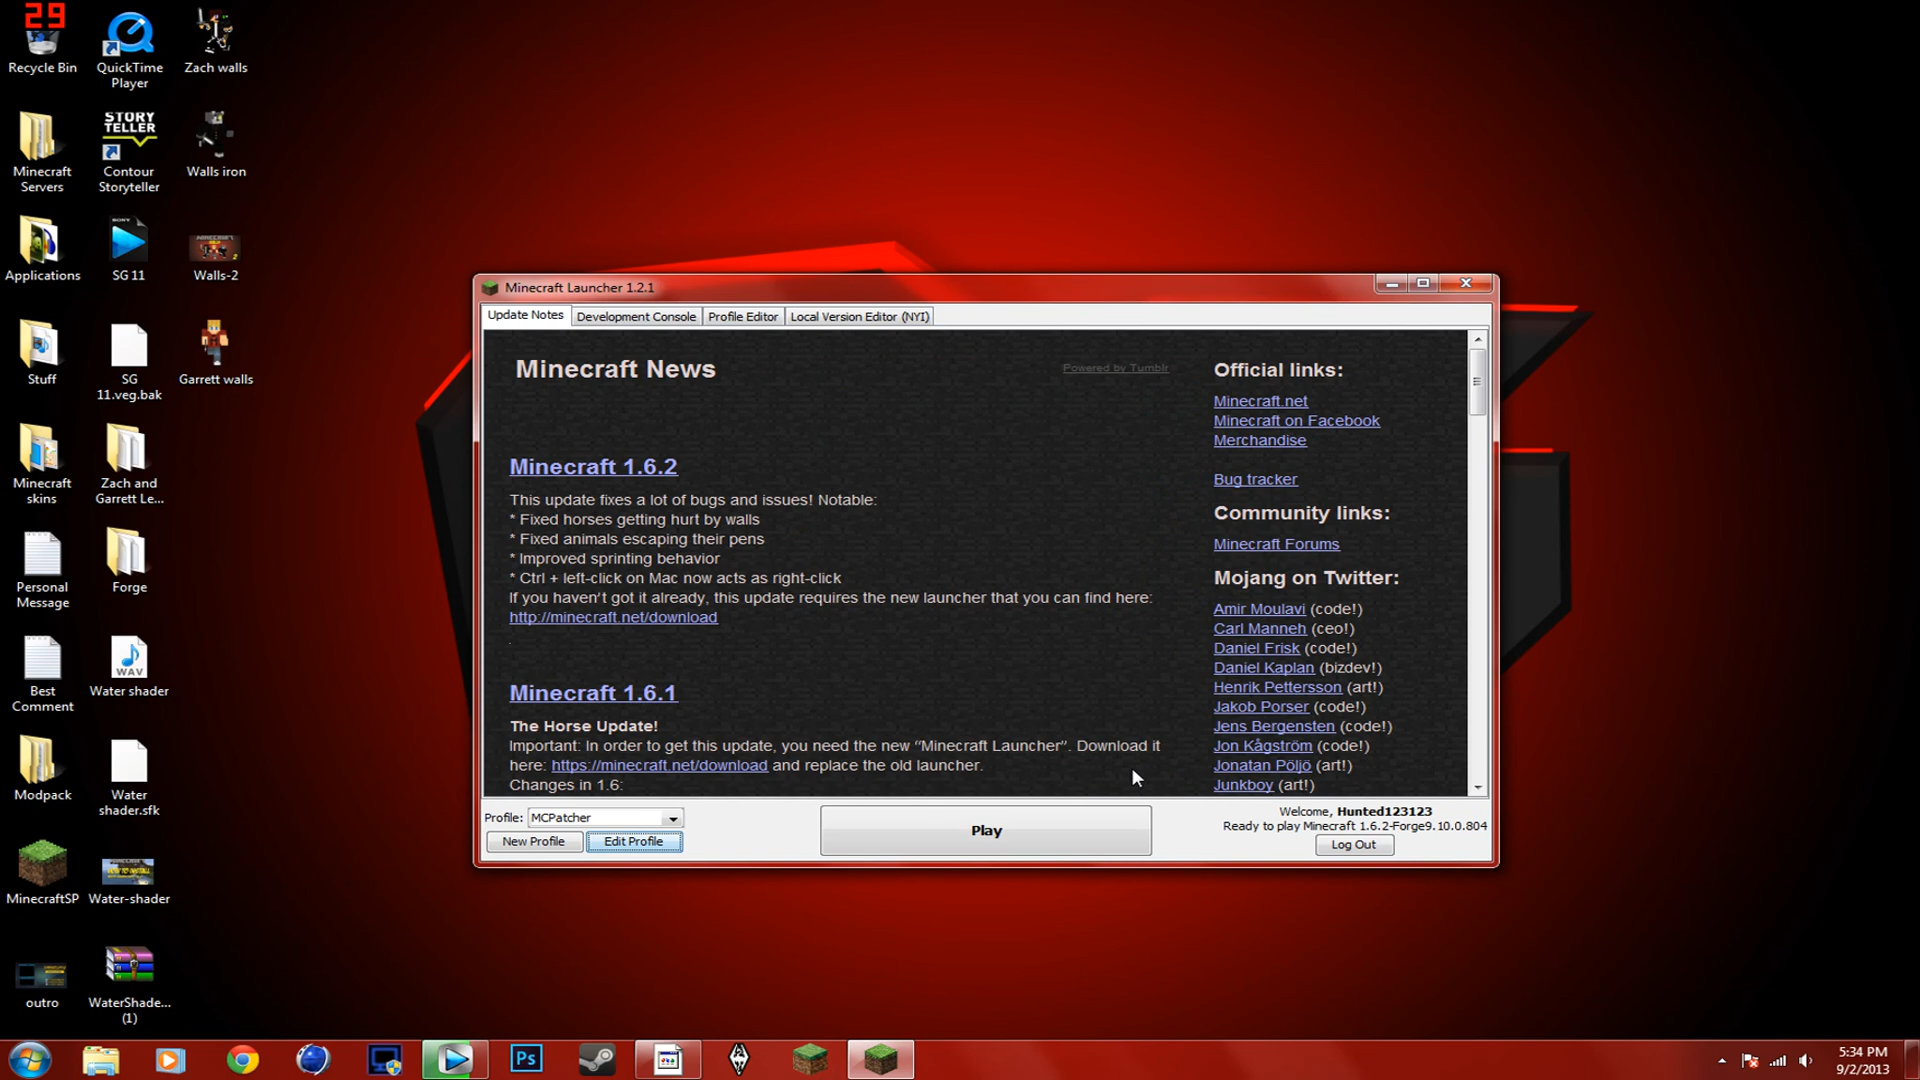 29
Recycle Bin
QuickTime
Player
Zach walls
Minecraft
Servers
STORY
TELLER
Contour
Storyteller
Walls iron
Applications
SONY
SG 11
Walls-2
Stuff
SG
11.veg.bak
Garrett walls
Minecraft
skins
Zach and
Garrett Le...
Personal
Message
Forge
Best
Comment
WAV
Water shader
Modpack
Water
shader.sfk
MinecraftSP
Water-shader
outro
WaterShade...
(1)
Minecraft Launcher 1.2.1
Update Notes
Development Console
Profile Editor
Local Version Editor (NYI)
Minecraft News
Powered by Tumblr
Minecraft 1.6.2
This update fixes a lot of bugs and issues! Notable:
* Fixed horses getting hurt by walls
* Fixed animals escaping their pens
* Improved sprinting behavior
* Ctrl + left-click on Mac now acts as right-click
If you haven't got it already, this update requires the new launcher that you can find here:
http://minecraft.net/download
.
Minecraft 1.6.1
The Horse Update!
Important: In order to get this update, you need the new “Minecraft Launcher”. Download it
here: https://minecraft.net/download and replace the old launcher.
Changes in 1.6:
Official links:
Minecraft.net
Minecraft on Facebook
Merchandise
Bug tracker
Community links:
Minecraft Forums
Mojang on Twitter:
Amir Moulavi (code!)
Carl Manneh (ceo!)
Daniel Frisk (code!)
Daniel Kaplan (bizdev!)
Henrik Pettersson (art!)
Jakob Porser (code!)
Jens Bergensten (code!)
Jon Kågström (code!)
Jonatan Pöljö (art!)
Junkboy (art!)
Profile: MCPatcher
New Profile
Edit Profile
Play
Welcome, Hunted123123
Ready to play Minecraft 1.6.2-Forge9.10.0.804
Log Out
Ps
5:34 PM
9/2/2013